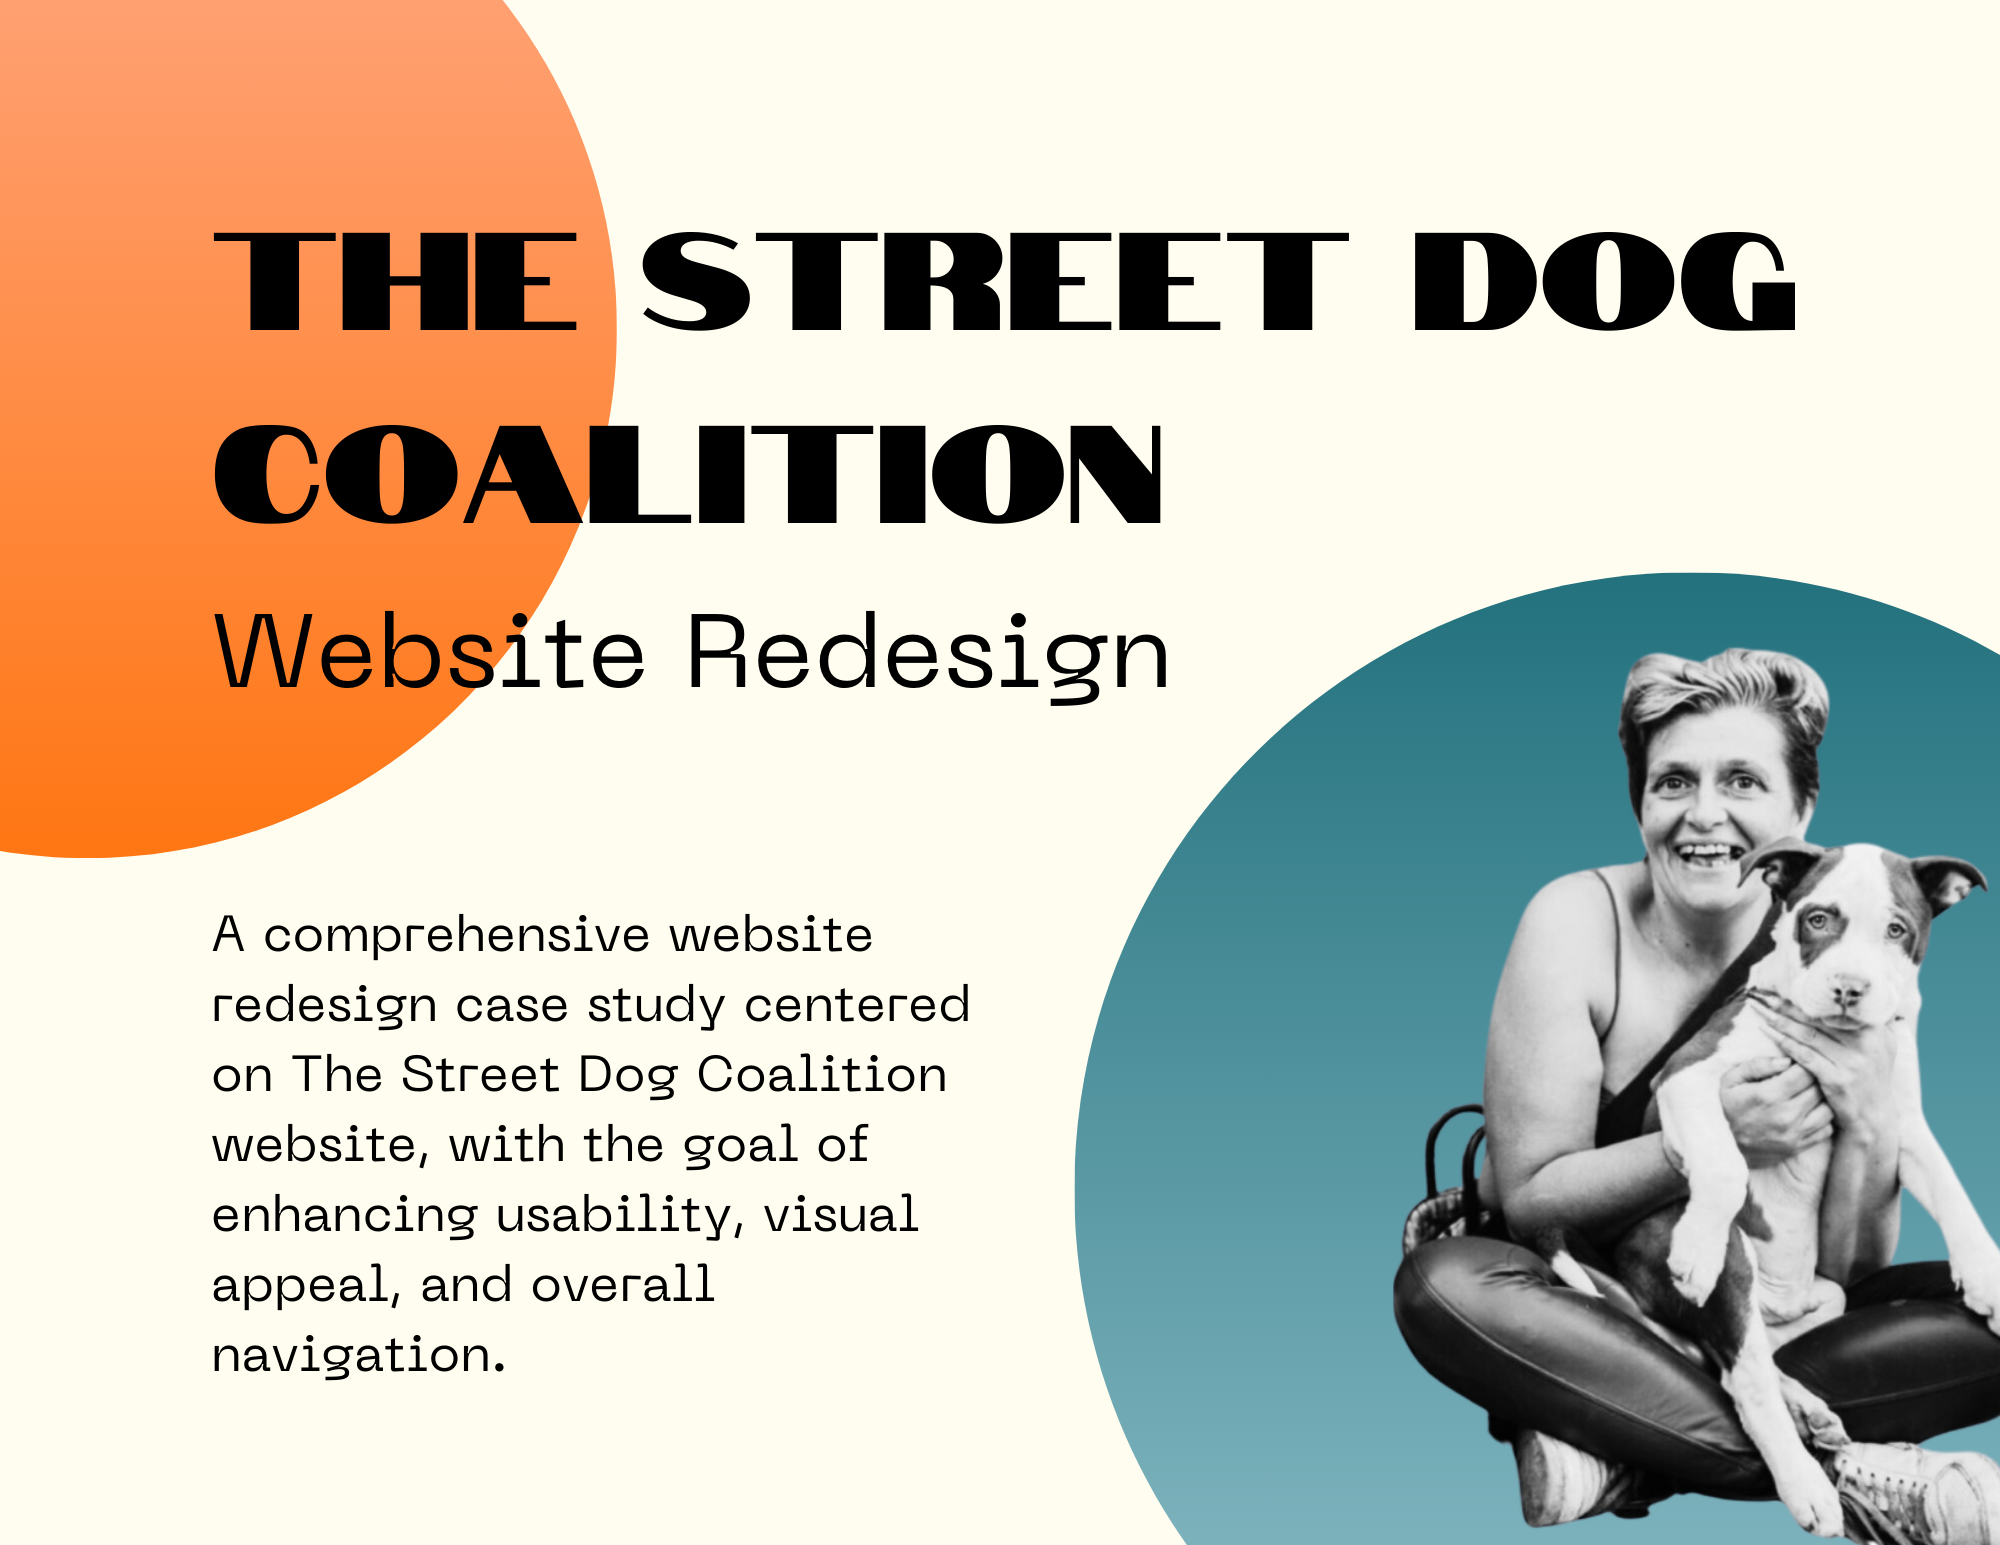 THE STREET DOG
COALITION
Website Redesign
A comprehensive website
redesign case study centered
on The Street Dog Coalition
website, with the goal of
enhancing usability, visual
appeal, and overall
navigation.